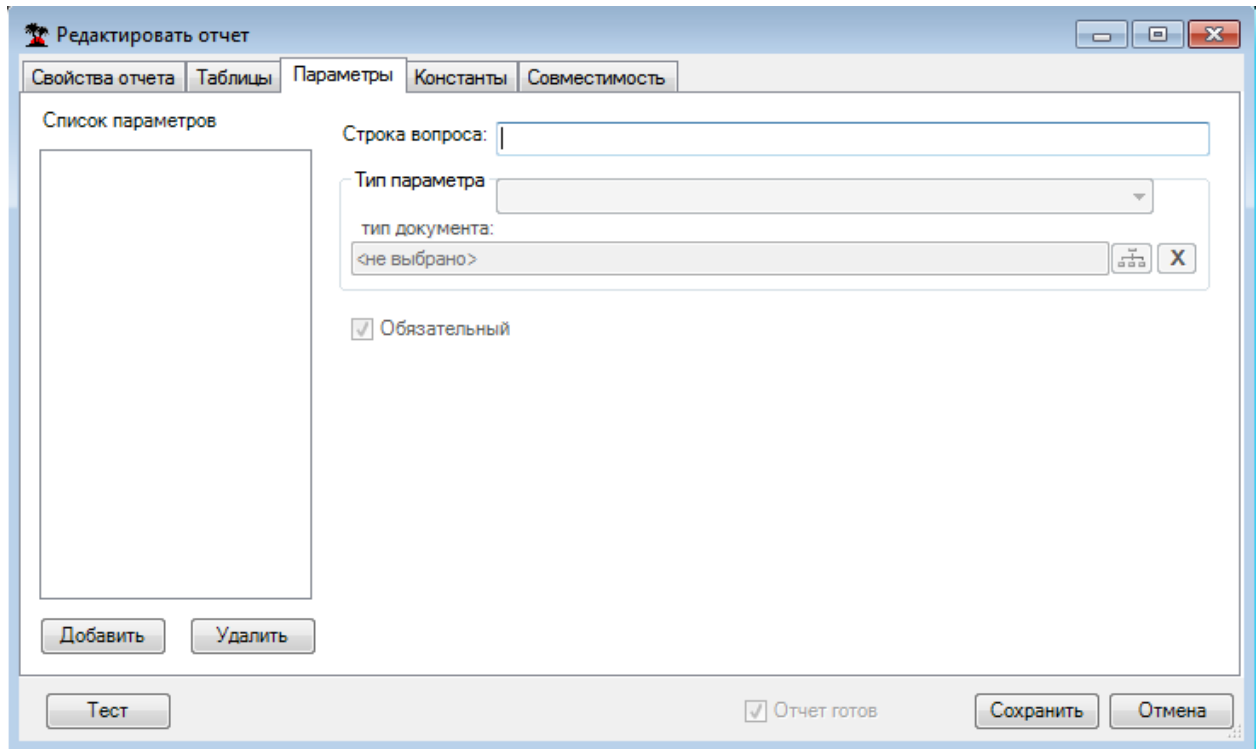 Редактировать отчет
Свойства отчета Таблицы Параметры Константы Совместимость
Список параметров
Строка вопроса:
Тип параметра
тип документа:
<не выбрано>
X
Обязательный
Добавить Удалить
Тест Отчет готов Сохранить Отмена